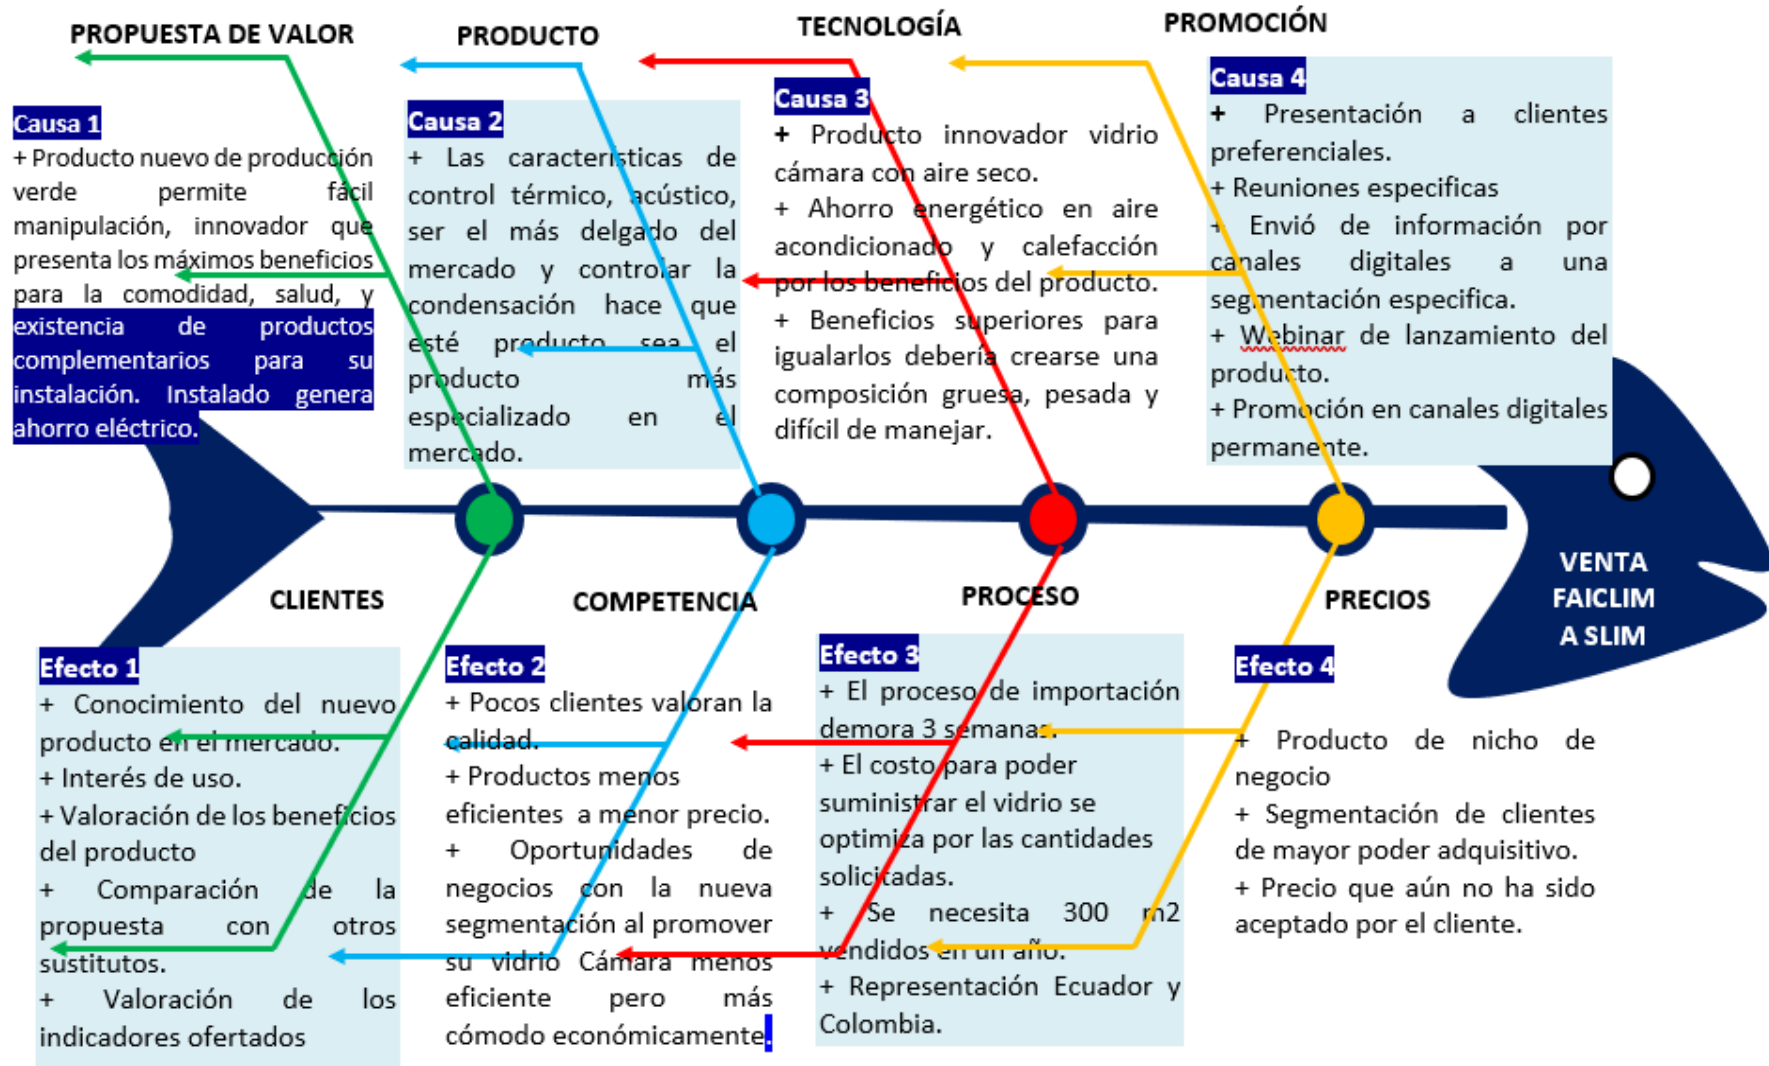 PROPUESTA DE VALOR
PRODUCTO
TECNOLOGÍA
PROMOCIÓN
Causa 1
+ Producto nuevo de producción
verde permite fácil
manipulación, innovador que
presenta los máximos beneficios
para la comodidad, salud, y
existencia de productos
complementarios para su
instalación. Instalado genera
ahorro eléctrico.
Causa 2
+ Las características de
control térmico, acústico,
ser el más delgado del
mercado y controlar la
condensación hace que
esté producto sea el
producto más
especializado en el
mercado.
Causa 3
+ Producto innovador vidrio
cámara con aire seco.
+ Ahorro energético en aire
acondicionado y calefacción
por los beneficios del producto.
+ Beneficios superiores para
igualarlos debería crearse una
composición gruesa, pesada y
difícil de manejar.
Causa 4
+ Presentación a clientes
preferenciales.
+ Reuniones especificas
+ Envió de información por
canales digitales a una
segmentación especifica.
+ Webinar de lanzamiento del
producto.
+ Promoción en canales digitales
permanente.
VENTA
FAICLIM
A SLIM
CLIENTES
COMPETENCIA
PROCESO
PRECIOS
Efecto 1
+ Conocimiento del nuevo
producto en el mercado.
+ Interés de uso.
+ Valoración de los beneficios
del producto
+ Comparación de la
propuesta con otros
sustitutos.
+ Valoración de los
indicadores ofertados
Efecto 2
+ Pocos clientes valoran la
calidad.
+ Productos menos
eficientes a menor precio.
+ Oportunidades de
negocios con la nueva
segmentación al promover
su vidrio Cámara menos
eficiente pero más
cómodo económicamente.
Efecto 3
+ El proceso de importación
demora 3 semanas.
+ El costo para poder
suministrar el vidrio se
optimiza por las cantidades
solicitadas.
+ Se necesita 300 m2
vendidos en un año.
+ Representación Ecuador y
Colombia.
Efecto 4
+ Producto de nicho de
negocio
+ Segmentación de clientes
de mayor poder adquisitivo.
+ Precio que aún no ha sido
aceptado por el cliente.